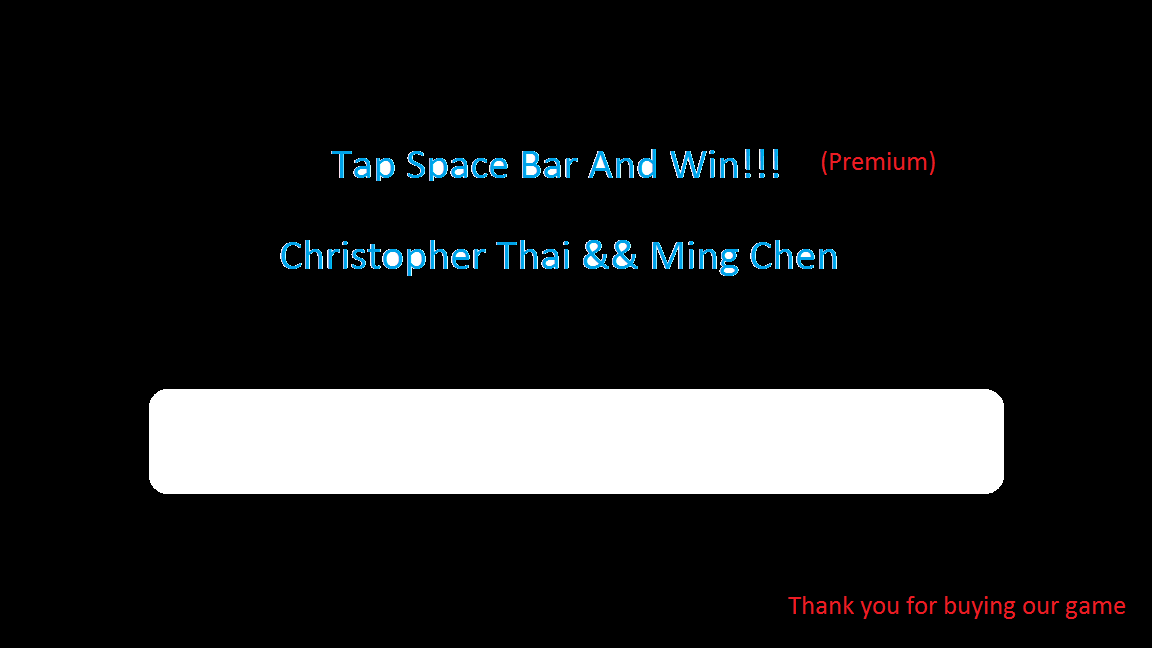 Tap Space Bar And Win!!! (Premium)
Christopher Thai && Ming Chen
Thank you for buying our game